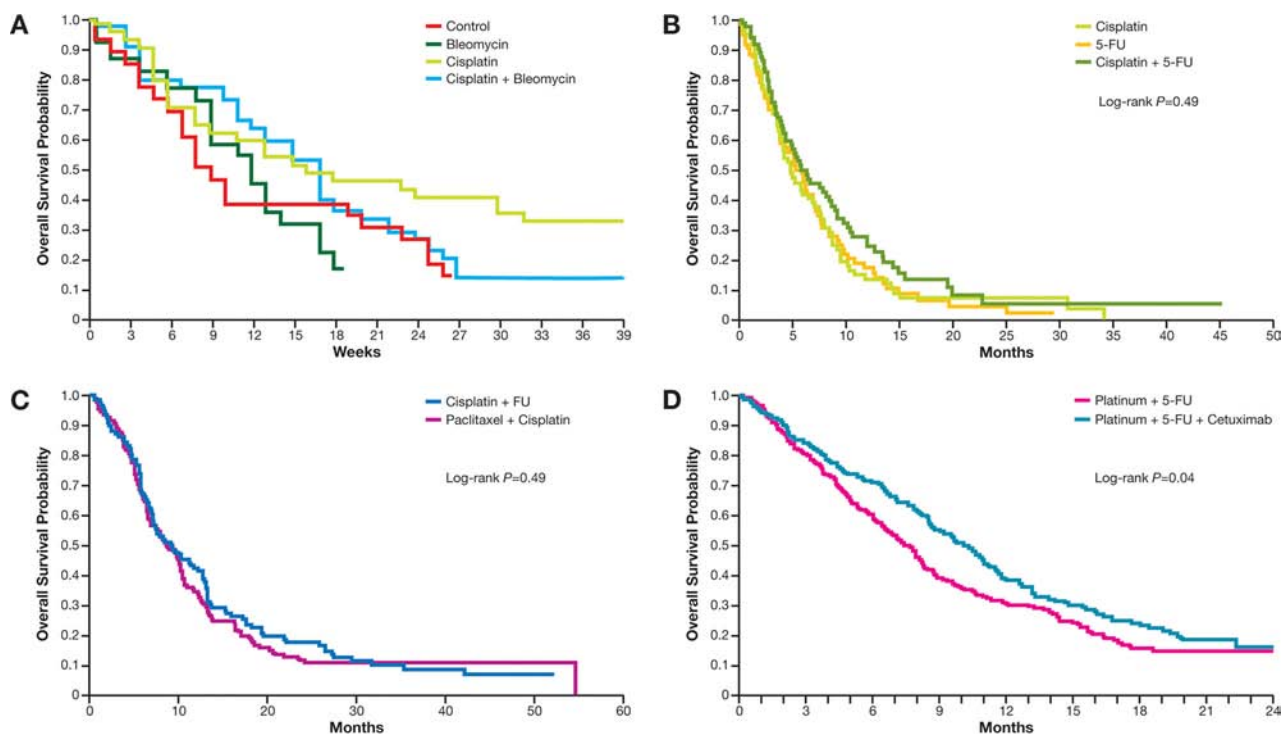 A
Overall Survival Probability
1.0
0.9
0.8
0.7
0.6
0.5
0.4
0.3
0.2
0.1
0
Control
Bleomycin
Cisplatin
Cisplatin + Bleomycin
0 3 6 9 12 15 18 21 24 27 30 33 36 39
Weeks
B
Overall Survival Probability
1.0
0.9
0.8
0.7
0.6
0.5
0.4
0.3
0.2
0.1
0
Cisplatin
5-FU
Cisplatin + 5-FU
Log-rank P=0.49
0 5 10 15 20 25 30 35 40 45 50
Months
C
Overall Survival Probability
1.0
0.9
0.8
0.7
0.6
0.5
0.4
0.3
0.2
0.1
0
Cisplatin + FU
Paclitaxel + Cisplatin
Log-rank P=0.49
0 10 20 30 40 50 60
Months
D
Overall Survival Probability
1.0
0.9
0.8
0.7
0.6
0.5
0.4
0.3
0.2
0.1
0
Platinum + 5-FU
Platinum + 5-FU + Cetuximab
Log-rank P=0.04
0 3 6 9 12 15 18 21 24
Months